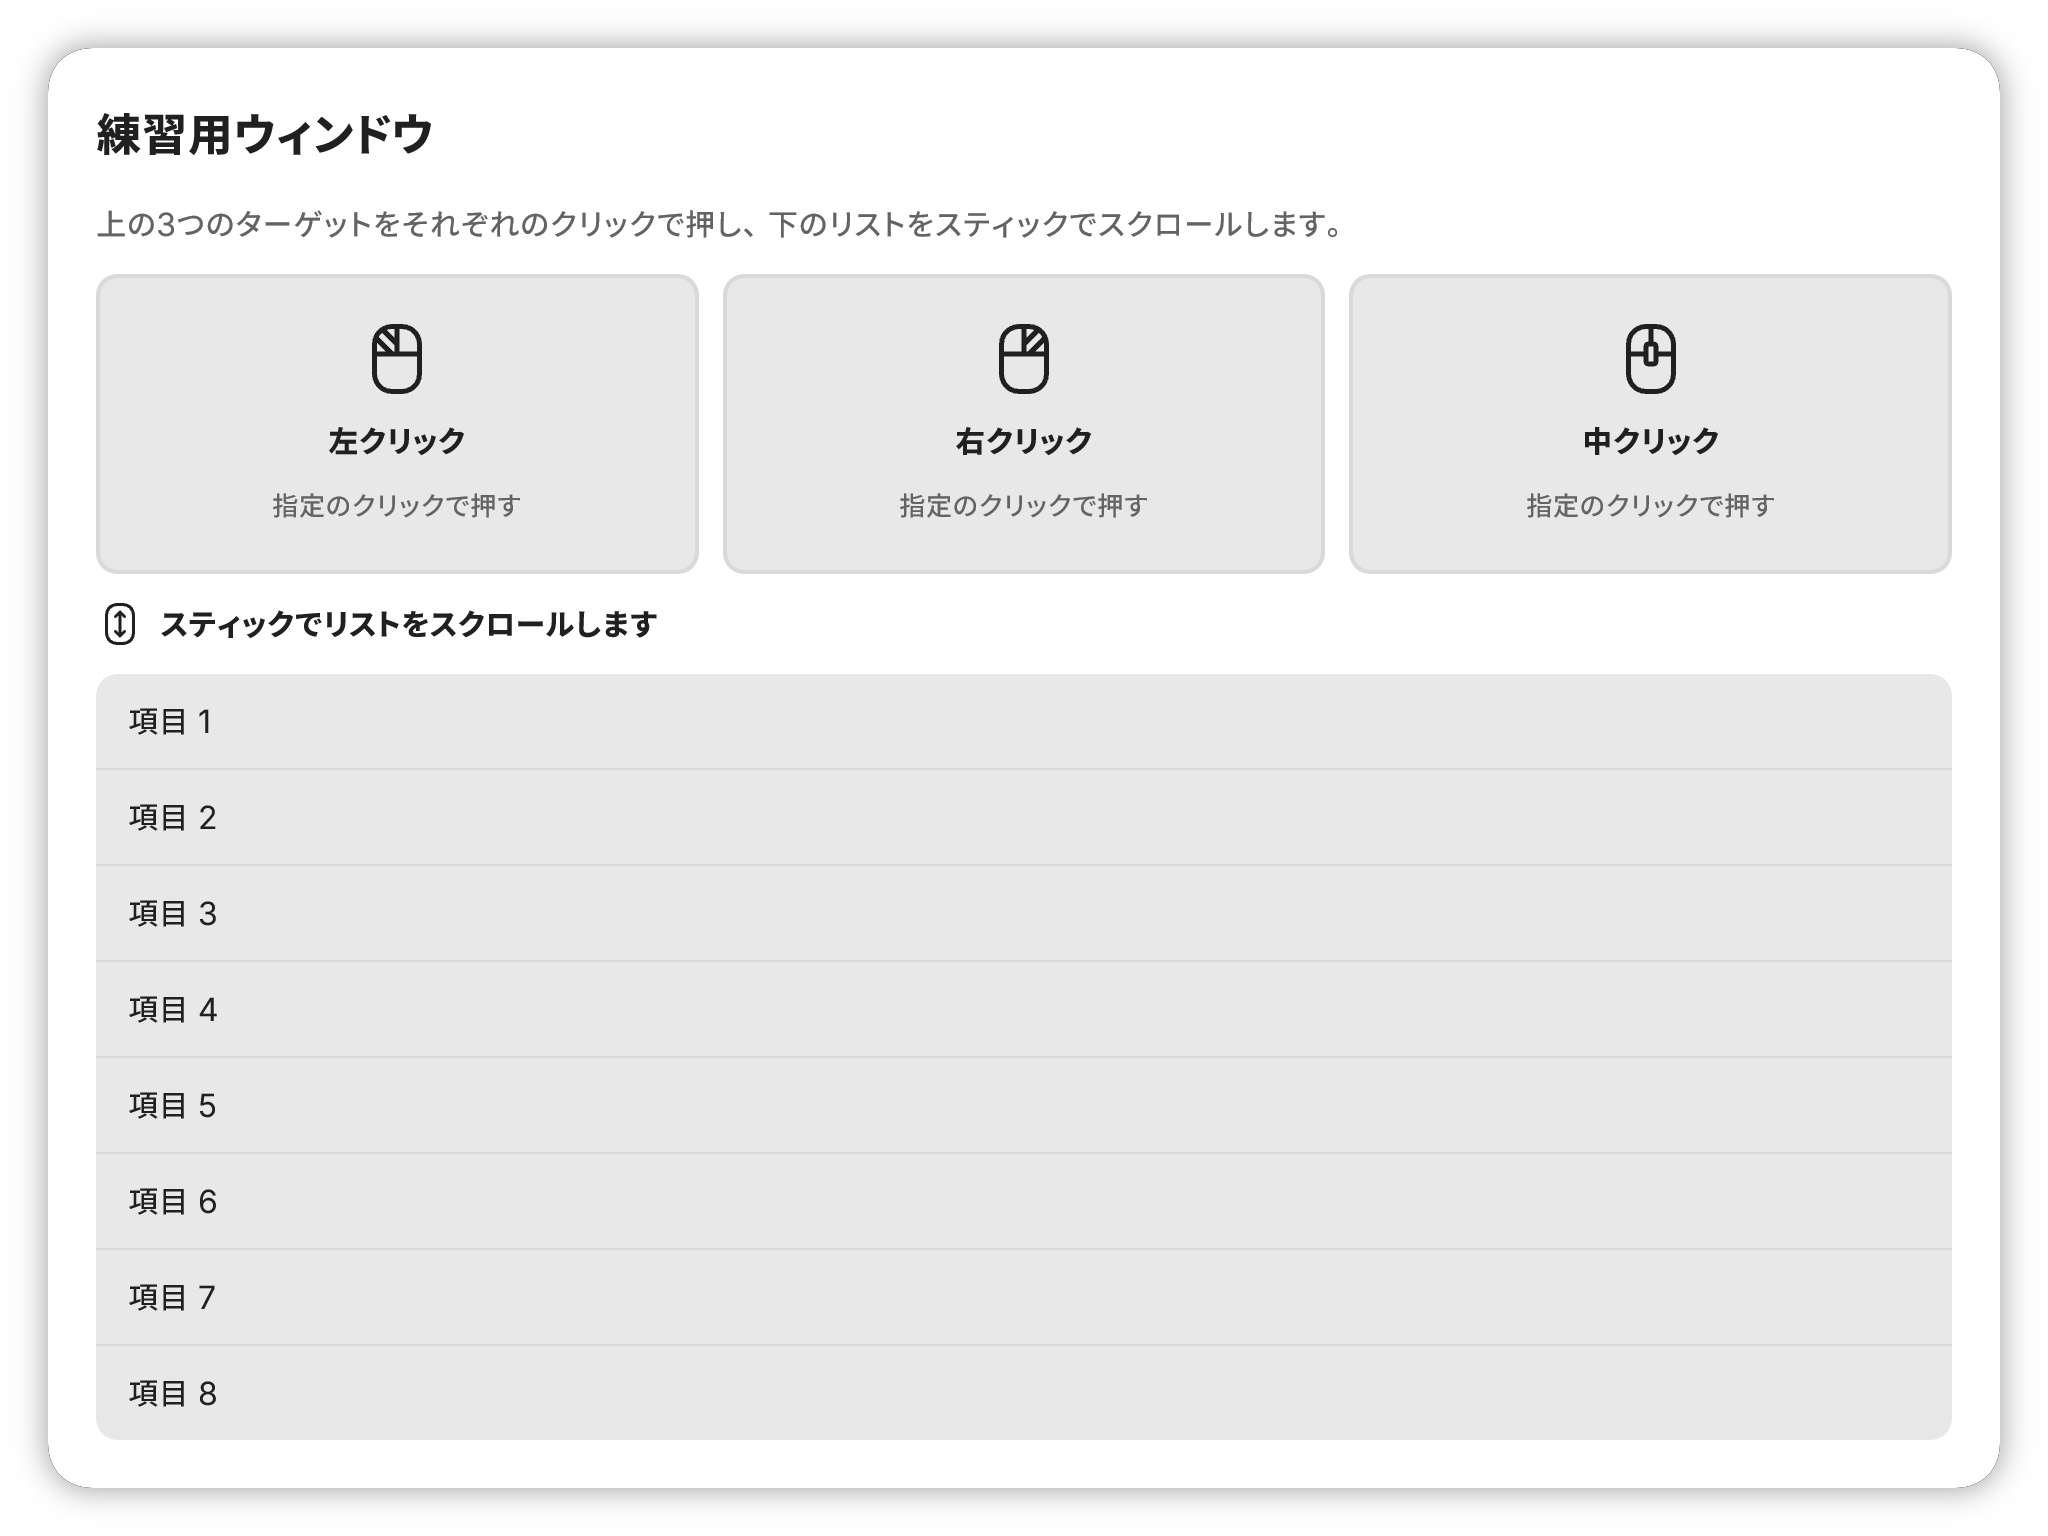 練習用ウィンドウ
上の3つのターゲットをそれぞれのクリックで押し、下のリストをスティックでスクロールします。
左クリック
指定のクリックで押す
右クリック
指定のクリックで押す
中クリック
指定のクリックで押す
スティックでリストをスクロールします
項目 1
項目 2
項目 3
項目 4
項目 5
項目 6
項目 7
項目 8